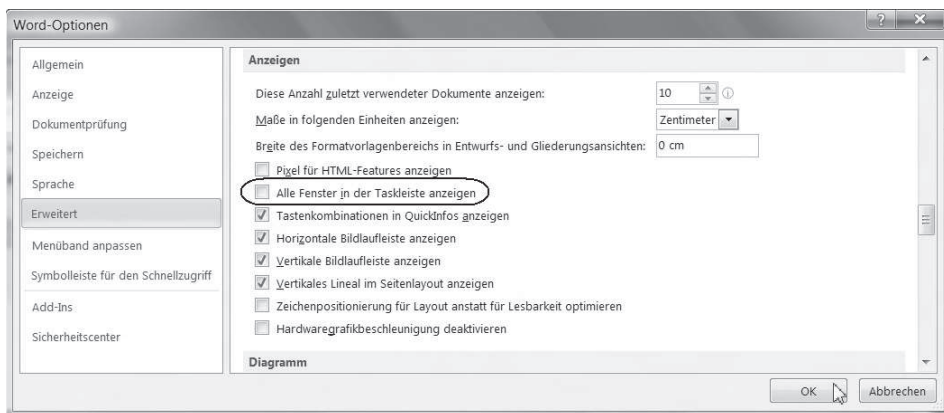 Word-Optionen
?
Allgemein
Anzeige
Dokumentprüfung
Speichern
Sprache
Erweitert
Menüband anpassen
Symbolleiste für den Schnellzugriff
Add-Ins
Sicherheitscenter
Anzeigen
Diese Anzahl zuletzt verwendeter Dokumente anzeigen: 10
Maße in folgenden Einheiten anzeigen: Zentimeter
Breite des Formatvorlagenbereichs in Entwurfs- und Gliederungsansichten: 0 cm
Pixel für HTML-Features anzeigen
Alle Fenster in der Taskleiste anzeigen
Tastenkombinationen in QuickInfos anzeigen
Horizontale Bildlaufleiste anzeigen
Vertikale Bildlaufleiste anzeigen
Vertikales Lineal im Seitenlayout anzeigen
Zeichenpositionierung für Layout anstatt für Lesbarkeit optimieren
Hardwaregrafikbeschleunigung deaktivieren
Diagramm
OK Abbrechen